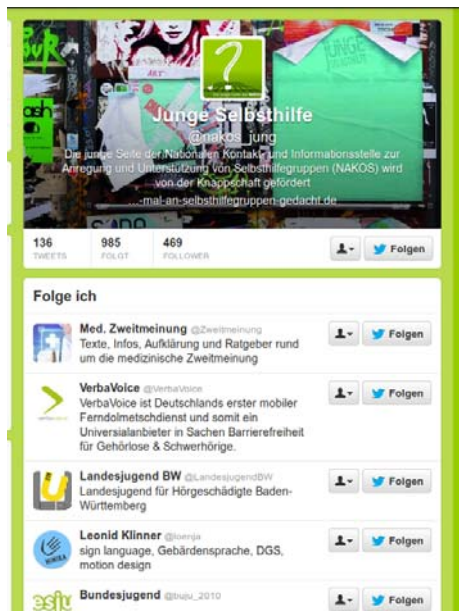 Junge Selbsthilfe
@nakos_jung
Die junge Seite der Nationalen Kontakt- und Informationsstelle zur
Anregung und Unterstützung von Selbsthilfegruppen (NAKOS) wird
von der Knappschaft gefördert
…-mal-an-selbsthilfegruppen-gedacht.de
136 985 469
TWEETS FOLGT FOLLOWER
Folgen
Folge ich
Med. Zweitmeinung @Zweitmeinung
Texte, Infos, Aufklärung und Ratgeber rund
um die medizinische Zweitmeinung
Folgen
VerbaVoice @VerbaVoice
VerbaVoice ist Deutschlands erster mobiler
Ferndolmetschdienst und somit ein
Universialanbieter in Sachen Barrierefreiheit
für Gehörlose & Schwerhörige.
Folgen
Landesjugend BW @LandesjugendBW
Landesjugend für Hörgeschädigte Baden-
Württemberg
Folgen
Leonid Klinner @loenja
sign language, Gebärdensprache, DGS,
motion design
Folgen
Bundesjugend @buju_2010
Folgen